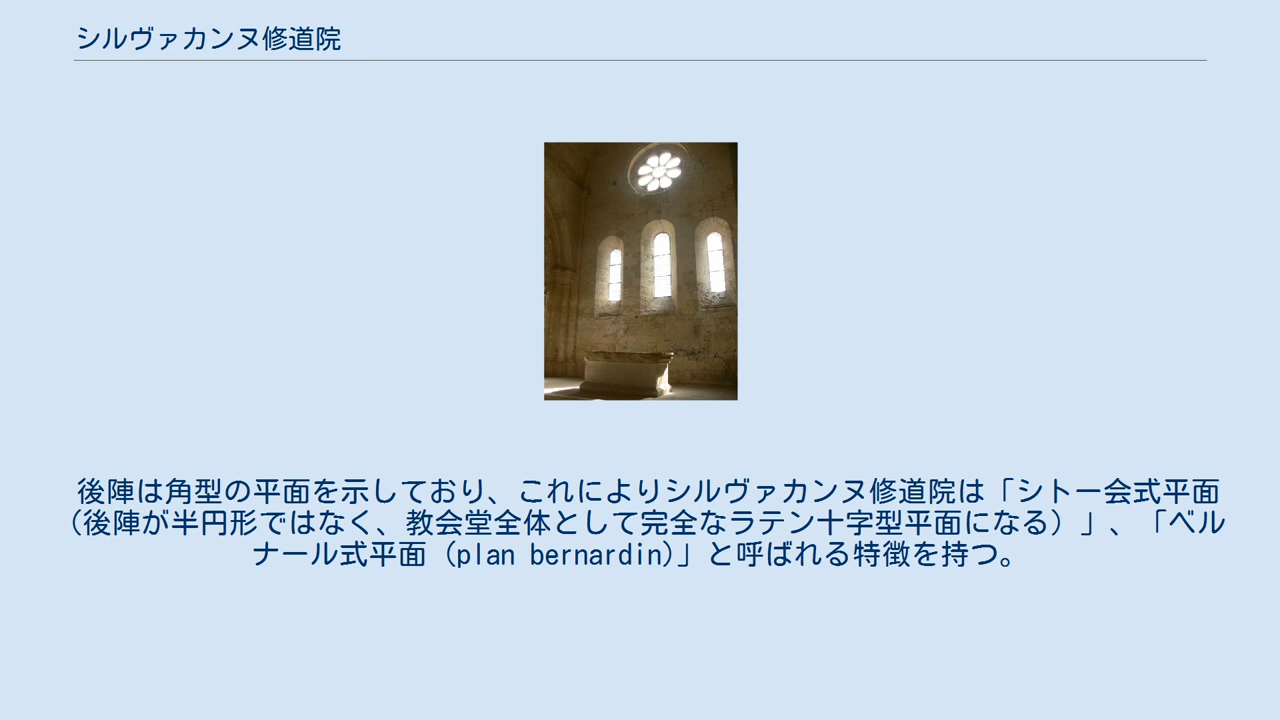 シルヴァカンヌ修道院
後陣は角型の平面を示しており、これによりシルヴァカンヌ修道院は「シトー会式平面
（後陣が半円形ではなく、教会堂全体として完全なラテン十字型平面になる）」、「ベル
ナール式平面（plan bernardin)」と呼ばれる特徴を持つ。